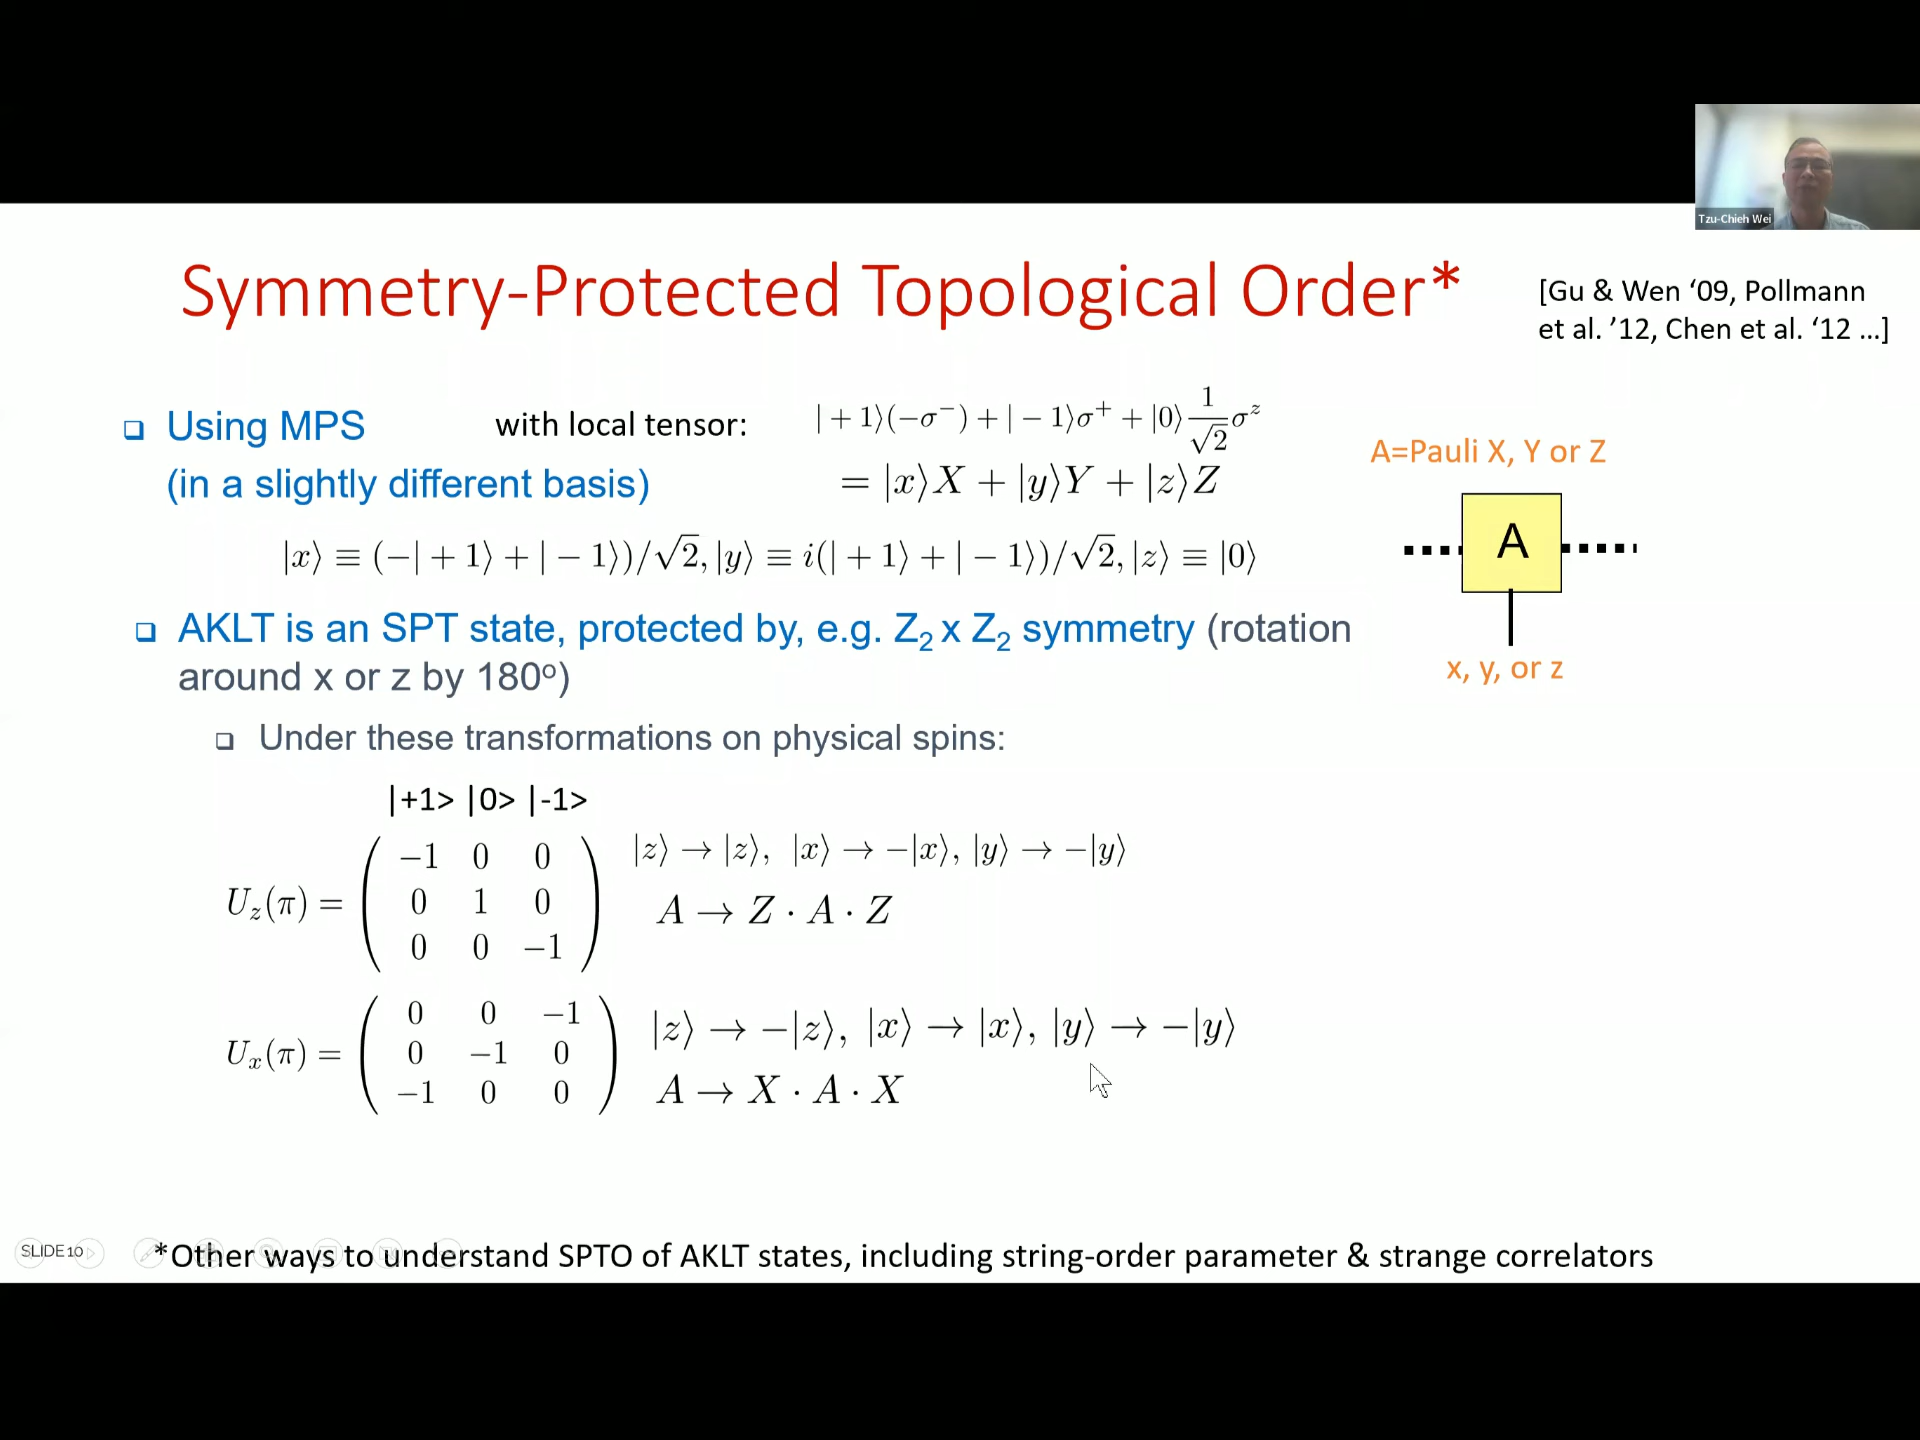 Tzu-Chieh Wei
Symmetry-Protected Topological Order*
[Gu & Wen ‘09, Pollmann
et al. ’12, Chen et al. ‘12 ...]
❑ Using MPS
(in a slightly different basis)
with local tensor:
|+1⟩(−σ⁻) + |−1⟩σ⁺ + |0⟩ 1/√2 σᶻ
= |x⟩X + |y⟩Y + |z⟩Z
|x⟩ ≡ (−|+1⟩ + |−1⟩)/√2, |y⟩ ≡ i(|+1⟩ + |−1⟩)/√2, |z⟩ ≡ |0⟩
A=Pauli X, Y or Z
A
x, y, or z
❑ AKLT is an SPT state, protected by, e.g. Z₂ x Z₂ symmetry (rotation
around x or z by 180º)
❑ Under these transformations on physical spins:
|+1> |0> |-1>
U_z(π) = ( −1 0 0
0 1 0
0 0 −1 )
|z⟩ → |z⟩, |x⟩ → −|x⟩, |y⟩ → −|y⟩
A → Z · A · Z
U_x(π) = ( 0 0 −1
0 −1 0
−1 0 0 )
|z⟩ → −|z⟩, |x⟩ → |x⟩, |y⟩ → −|y⟩
A → X · A · X
SLIDE 10
*Other ways to understand SPTO of AKLT states, including string-order parameter & strange correlators